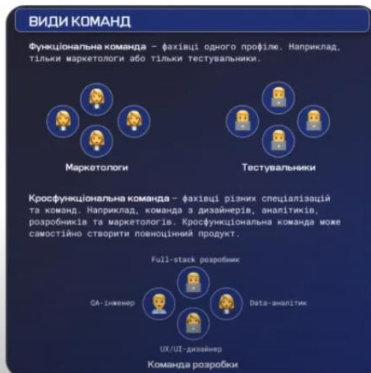 ВИДИ КОМАНД
Функціональна команда – фахівці одного профілю. Наприклад,
тільки маркетологи або тільки тестувальники.
Маркетологи
Тестувальники
Кросфункціональна команда – фахівці різних спеціалізацій
та команд. Наприклад, команда з дизайнерів, аналітиків,
розробників та маркетологів. Кросфункціональна команда може
самостійно створити повноцінний продукт.
Full-stack розробник
QA-інженер
Data-аналітик
UX/UI-дизайнер
Команда розробки